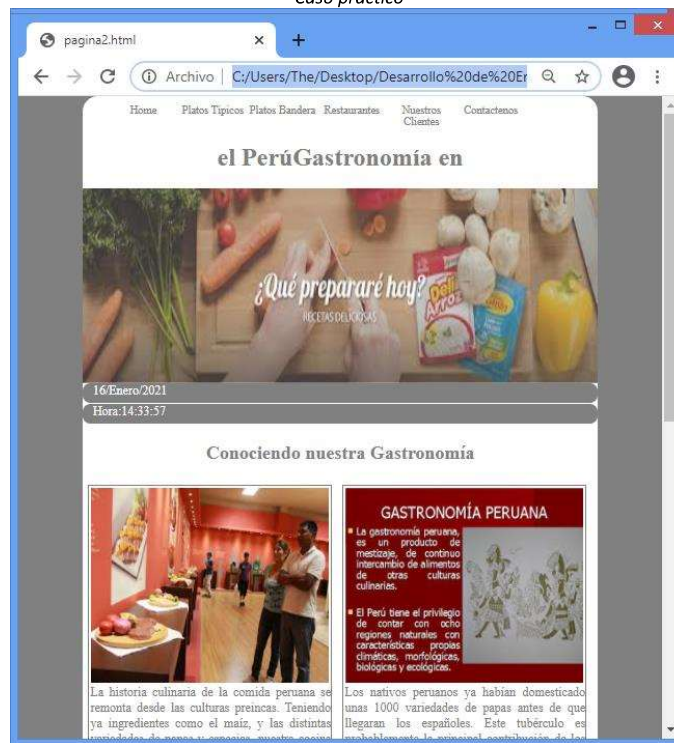 Caso práctico
pagina2.html
Archivo | C:/Users/The/Desktop/Desarrollo%20de%20Er
Home Platos Tipicos Platos Bandera Restaurantes Nuestros Clientes Contactenos
el PerúGastronomía en
¿Qué prepararé hoy?
RECETAS DELICIOSAS
Deli
Arroz
16/Enero/2021
Hora:14:33:57
Conociendo nuestra Gastronomía
GASTRONOMÍA PERUANA
La gastronomía peruana,
es un producto de
mestizaje, de continuo
intercambio de alimentos
de otras culturas
culinarias.
El Perú tiene el privilegio
de contar con ocho
regiones naturales con
características propias
climáticas, morfológicas,
biológicas y ecológicas.
La historia culinaria de la comida peruana se
remonta desde las culturas preincas. Teniendo
ya ingredientes como el maíz, y las distintas
Los nativos peruanos ya habían domesticado
unas 1000 variedades de papas antes de que
llegaran los españoles. Este tubérculo es